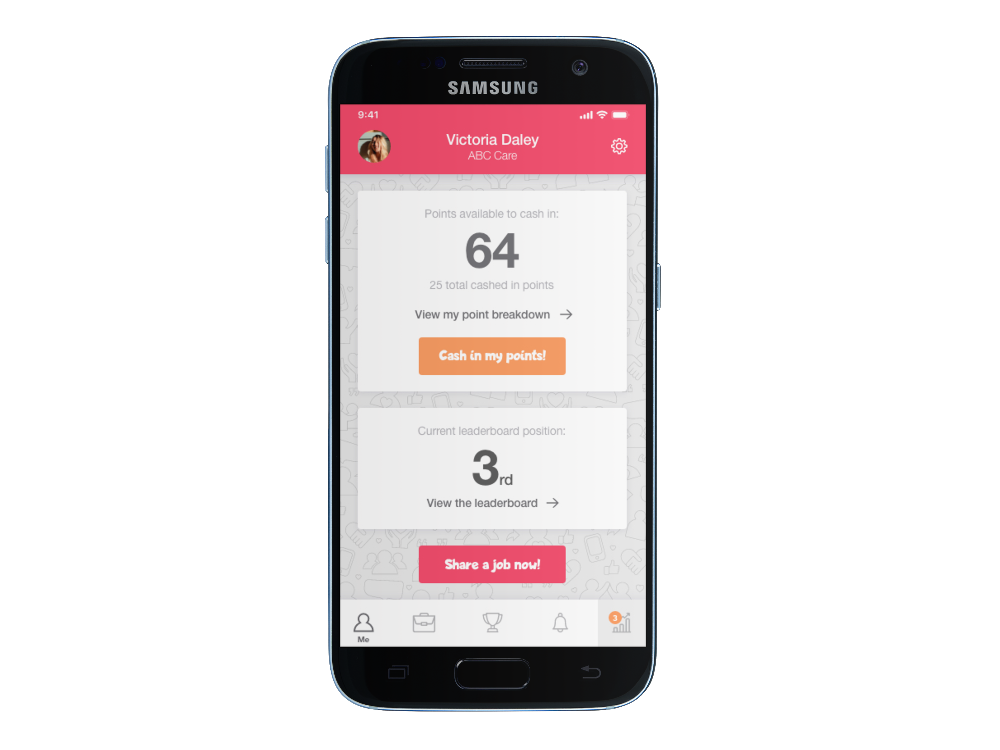 SAMSUNG
9:41
Victoria Daley
ABC Care
Points available to cash in:
64
25 total cashed in points
View my point breakdown
Cash in my points!
Current leaderboard position:
3rd
View the leaderboard
Share a job now!
3
Me